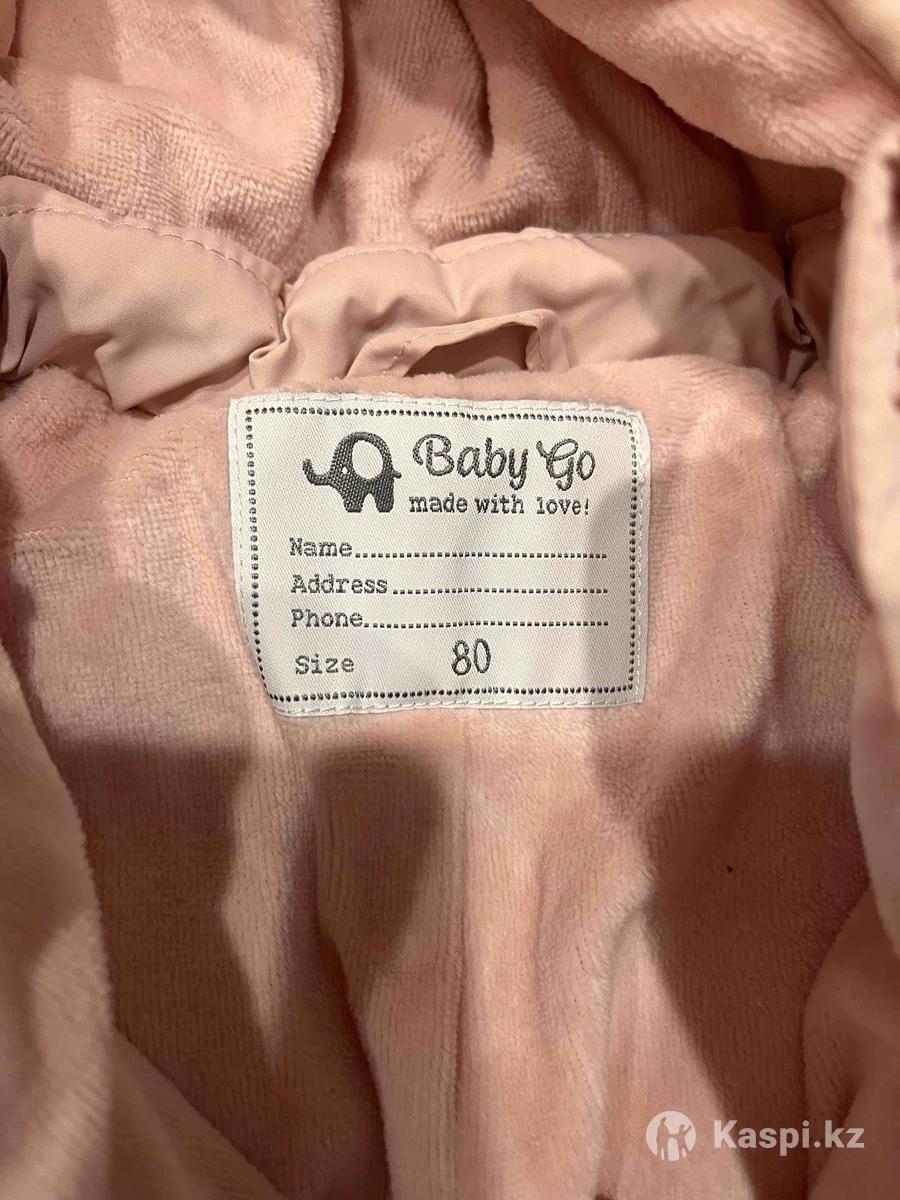 Baby Go
made with love!
Name
Address
Phone
Size 80
Kaspi.kz